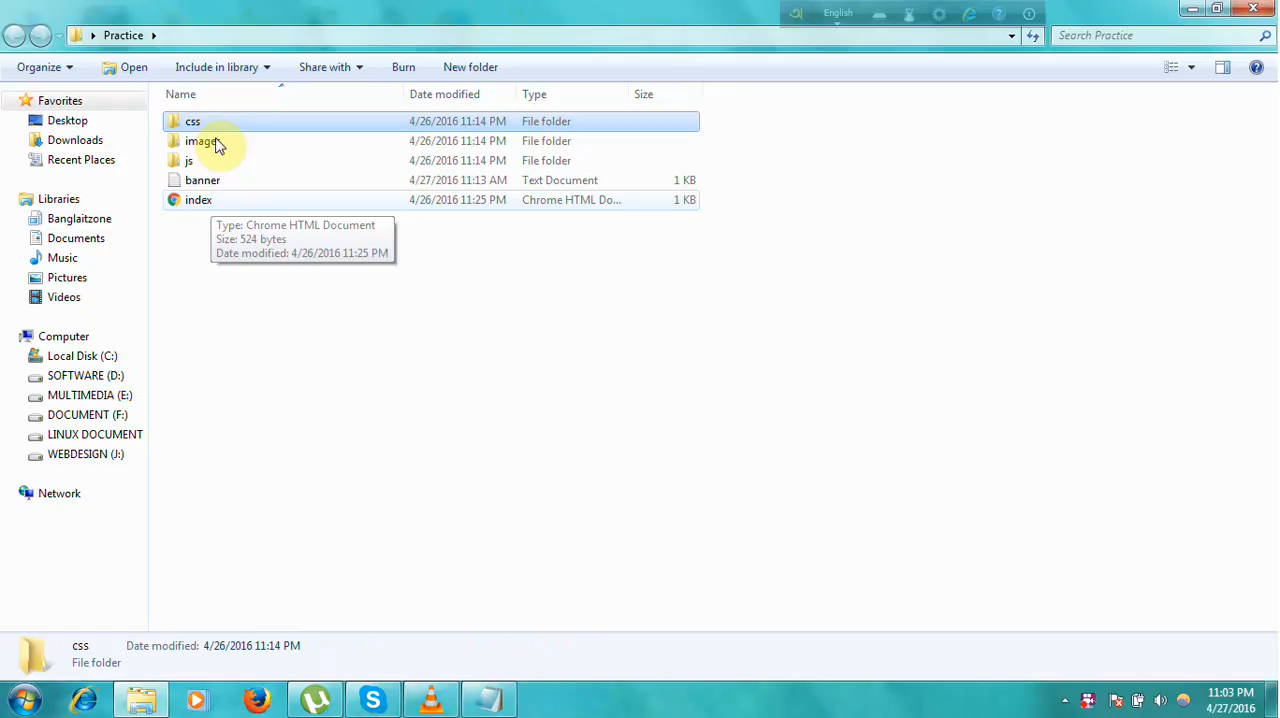 English
Practice
Search Practice
Organize Open Include in library Share with Burn New folder
Name Date modified Type Size
css 4/26/2016 11:14 PM File folder
image 4/26/2016 11:14 PM File folder
js 4/26/2016 11:14 PM File folder
banner 4/27/2016 11:13 AM Text Document 1 KB
index 4/26/2016 11:25 PM Chrome HTML Do... 1 KB
Type: Chrome HTML Document
Size: 524 bytes
Date modified: 4/26/2016 11:25 PM
Favorites
Desktop
Downloads
Recent Places
Libraries
Banglaitzone
Documents
Music
Pictures
Videos
Computer
Local Disk (C:)
SOFTWARE (D:)
MULTIMEDIA (E:)
DOCUMENT (F:)
LINUX DOCUMENT
WEBDESIGN (J:)
Network
css Date modified: 4/26/2016 11:14 PM
File folder
11:03 PM
4/27/2016